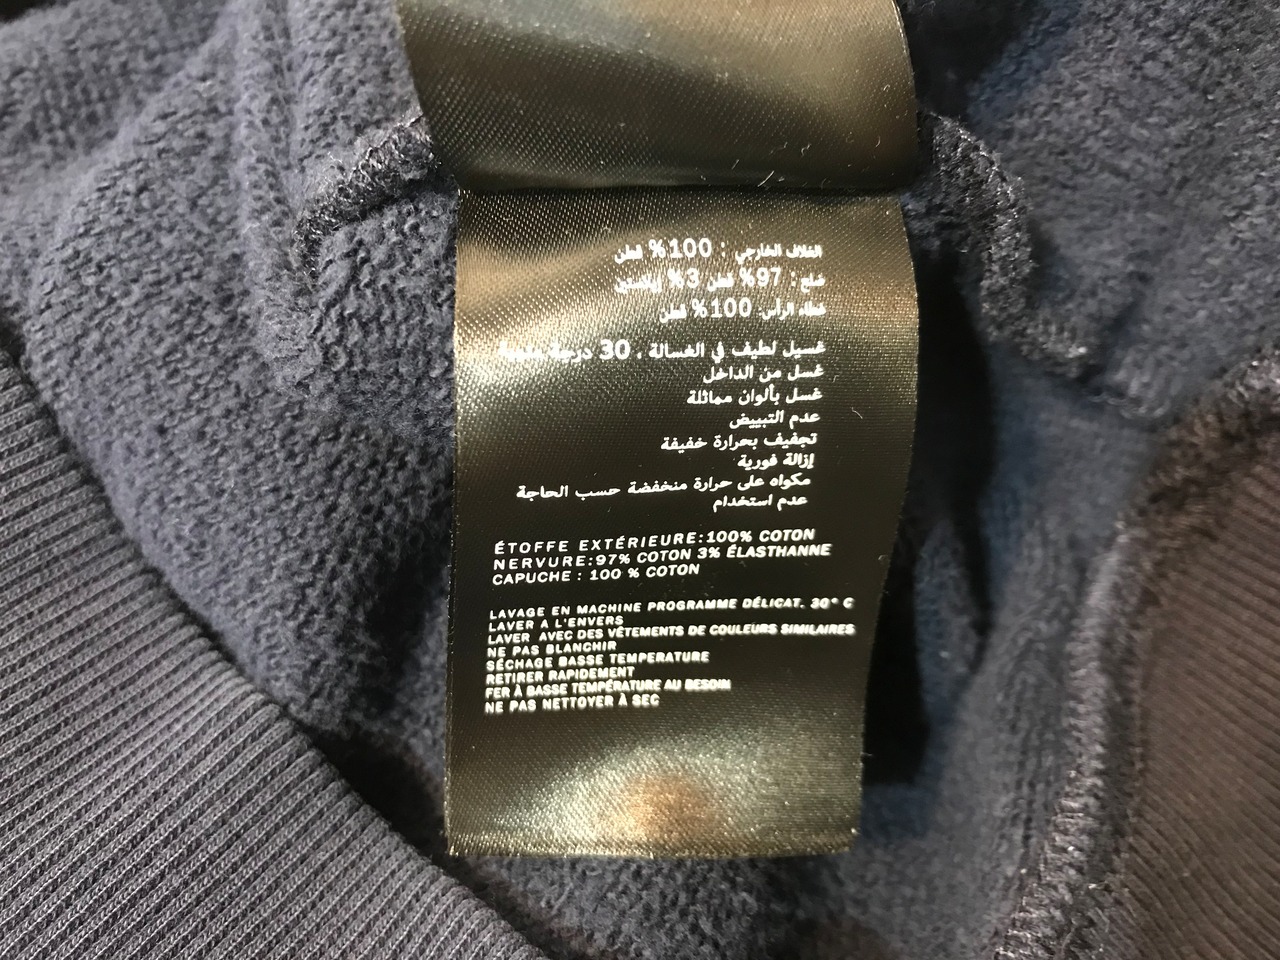 الغلاف الخارجي : 100% قطن
ضلع : 97% قطن 3% إيلاستين
غطاء الرأس: 100% قطن
غسيل لطيف في الغسالة ، 30 درجة مئوية
غسل من الداخل
غسل بألوان مماثلة
عدم التبييض
تجفيف بحرارة خفيفة
إزالة فورية
مكواه على حرارة منخفضة حسب الحاجة
عدم استخدام
ÉTOFFE EXTÉRIEURE:100% COTON
NERVURE:97% COTON 3% ÉLASTHANNE
CAPUCHE : 100 % COTON
LAVAGE EN MACHINE PROGRAMME DÉLICAT. 30° C
LAVER A L'ENVERS
LAVER AVEC DES VÊTEMENTS DE COULEURS SIMILAIRES
NE PAS BLANCHIR
SÉCHAGE BASSE TEMPERATURE
RETIRER RAPIDEMENT
FER À BASSE TEMPÉRATURE AU BESOIN
NE PAS NETTOYER À SEC